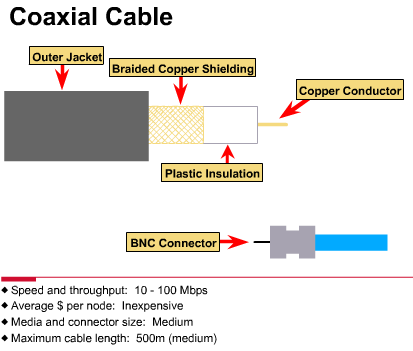 Coaxial Cable
Outer Jacket
Braided Copper Shielding
Copper Conductor
Plastic Insulation
BNC Connector
◆ Speed and throughput: 10 - 100 Mbps
◆ Average $ per node: Inexpensive
◆ Media and connector size: Medium
◆ Maximum cable length: 500m (medium)